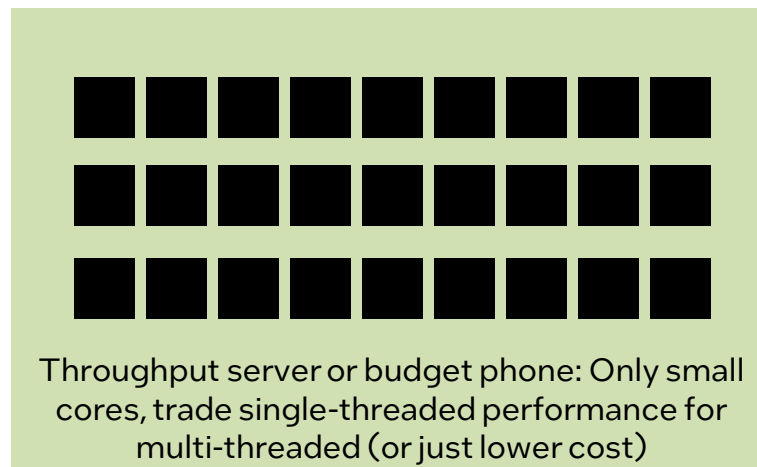 Throughput server or budget phone: Only small
cores, trade single-threaded performance for
multi-threaded (or just lower cost)